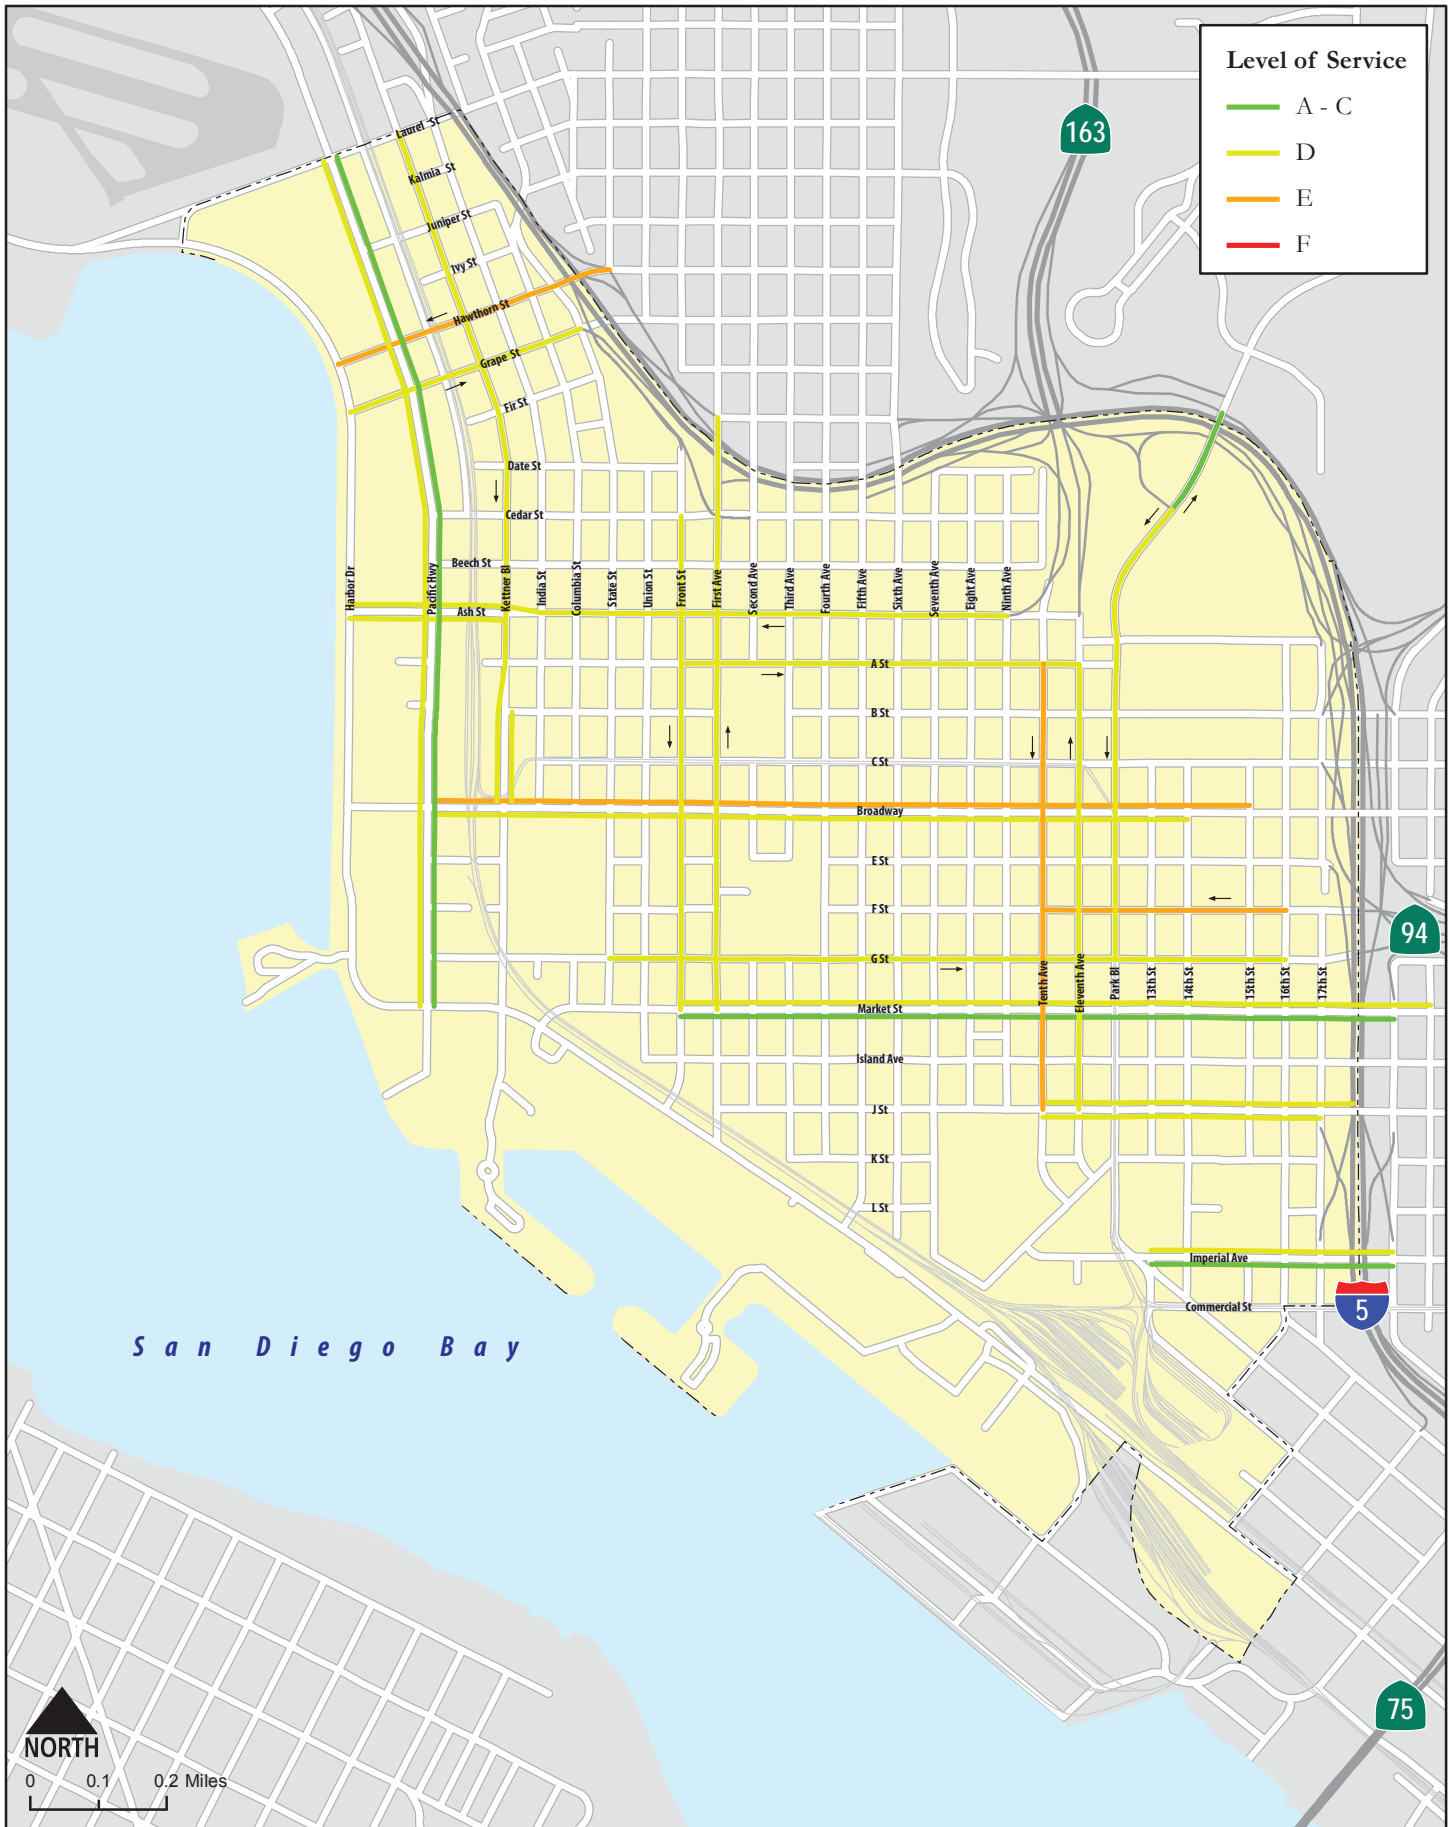 Level of Service
A - C
D
E
F
163
Laurel St
Kalmia St
Juniper St
Ivy St
Hawthorn St
Grape St
Fir St
Date St
Cedar St
Beech St
Harbor Dr
Pacific Hwy
Kettner Bl
India St
Columbia St
State St
Union St
Front St
First Ave
Second Ave
Third Ave
Fourth Ave
Fifth Ave
Sixth Ave
Seventh Ave
Eight Ave
Ninth Ave
Ash St
A St
B St
C St
Broadway
E St
F St
94
G St
Tenth Ave
Eleventh Ave
Park Bl
13th St
14th St
15th St
16th St
17th St
Market St
Island Ave
J St
K St
L St
Imperial Ave
Commercial St
5
San Diego Bay
75
NORTH
0 0.1 0.2 Miles